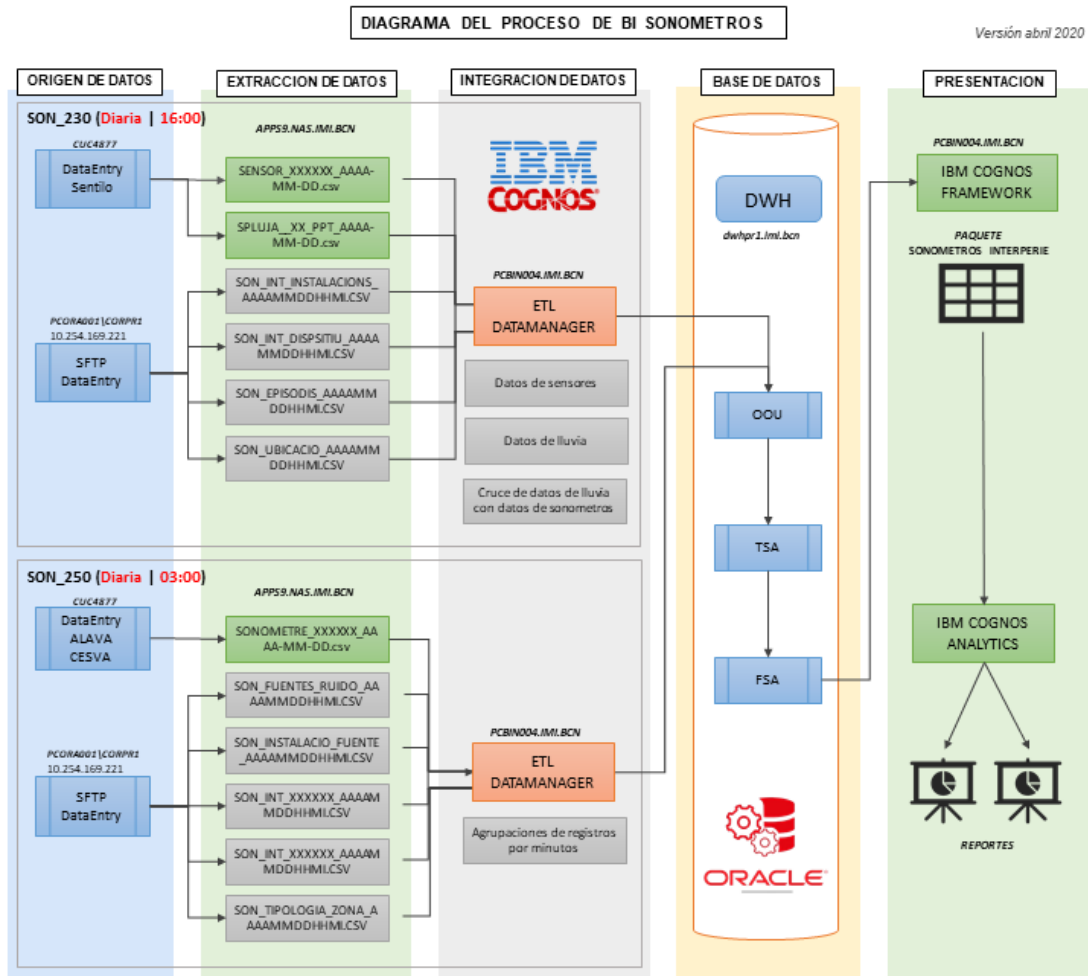 DIAGRAMA DEL PROCESO DE BI SONOMETROS
Versión abril 2020
ORIGEN DE DATOS
EXTRACCION DE DATOS
INTEGRACION DE DATOS
BASE DE DATOS
PRESENTACION
SON_230 (Diaria | 16:00)
CUC4877
DataEntry
Sentilo
PCORA001\CORPR1
10.254.169.221
SFTP
DataEntry
APPS9.NAS.IMI.BCN
SENSOR_XXXXXX_AAAA-
MM-DD.csv
SPLUJA__XX_PPT_AAAA-
MM-DD.csv
SON_INT_INSTALACIONS_
AAAAMMDDHHMI.CSV
SON_INT_DISPSITIU_AAAA
MMDDHHMI.CSV
SON_EPISODIS_AAAAMM
DDHHMI.CSV
SON_UBICACIO_AAAAMM
DDHHMI.CSV
IBM
COGNOS
PCBIN004.IMI.BCN
ETL
DATAMANAGER
Datos de sensores
Datos de lluvia
Cruce de datos de lluvia
con datos de sonometros
SON_250 (Diaria | 03:00)
CUC4877
DataEntry
ALAVA
CESVA
PCORA001\CORPR1
10.254.169.221
SFTP
DataEntry
APPS9.NAS.IMI.BCN
SONOMETRE_XXXXXX_AA
AA-MM-DD.csv
SON_FUENTES_RUIDO_AA
AAMMDDHHMI.CSV
SON_INSTALACIO_FUENTE
_AAAAMMDDHHMI.CSV
SON_INT_XXXXXX_AAAAM
MDDHHMI.CSV
SON_INT_XXXXXX_AAAAM
MDDHHMI.CSV
SON_TIPOLOGIA_ZONA_A
AAAMMDDHHMI.CSV
PCBIN004.IMI.BCN
ETL
DATAMANAGER
Agrupaciones de registros
por minutos
DWH
dwhpr1.imi.bcn
OOU
TSA
FSA
ORACLE
PCBIN004.IMI.BCN
IBM COGNOS
FRAMEWORK
PAQUETE
SONOMETROS INTERPERIE
IBM COGNOS
ANALYTICS
REPORTES